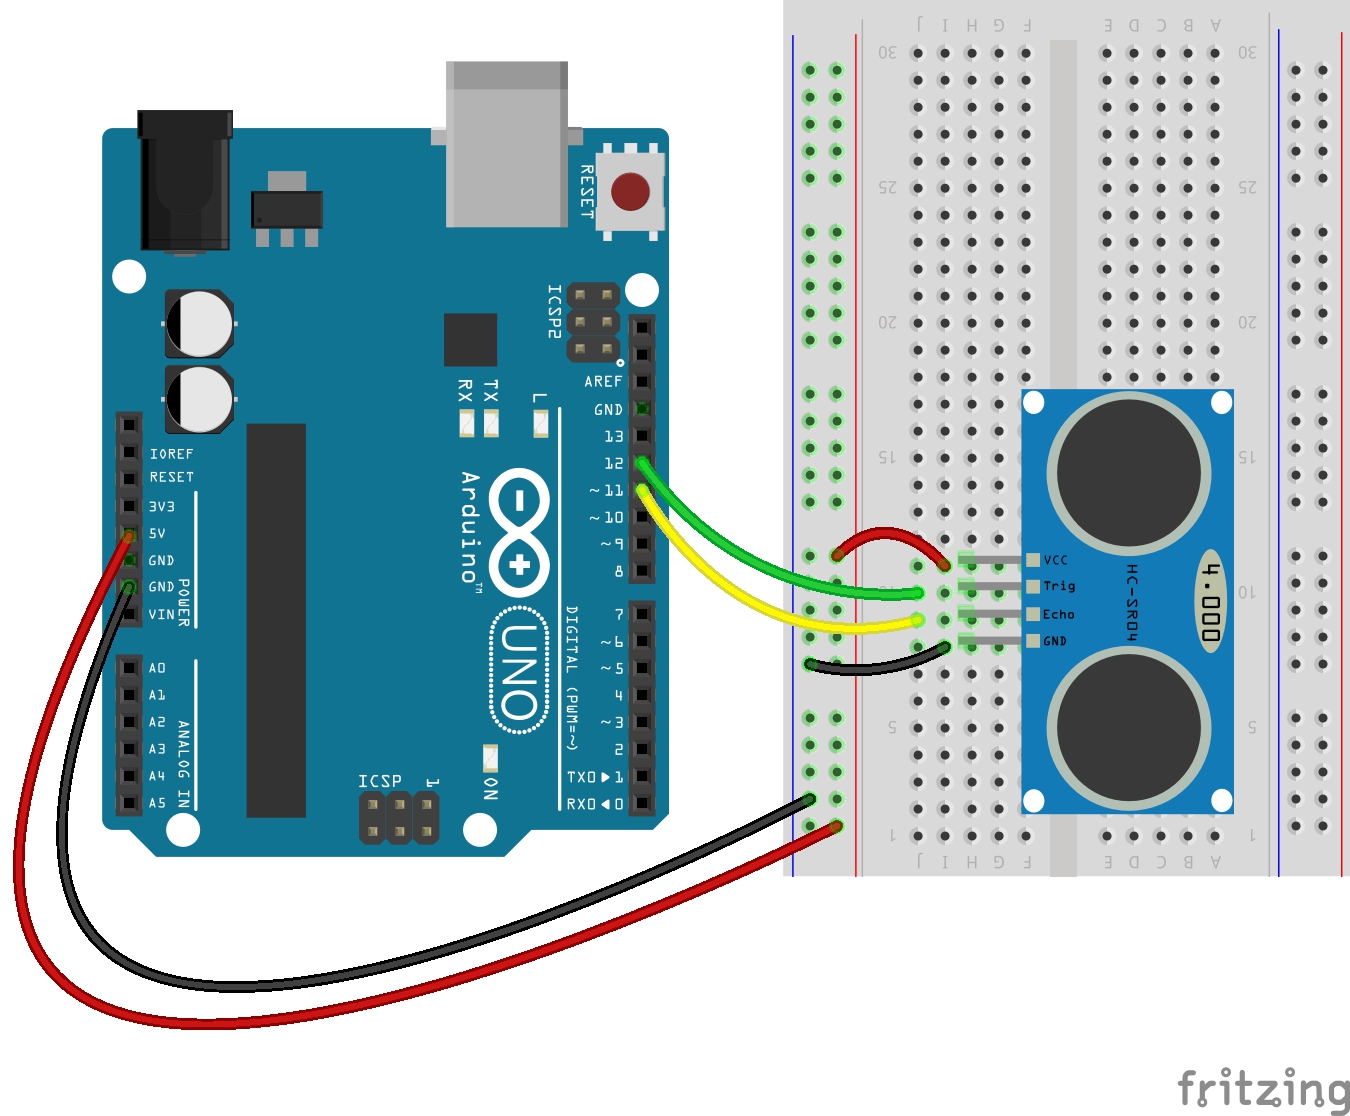 RESET
ICSP2
AREF
GND
13
12
~11
~10
~9
8
7
~6
~5
4
~3
2
TX0▶1
RX0◀0
RX
TX
L
Arduino™
UNO
DIGITAL (PWM=~)
IOREF
RESET
3V3
5V
GND
GND
VIN
POWER
A0
A1
A2
A3
A4
A5
ANALOG IN
ICSP
1
ON
J I H G F E D C B A
30 30
25 25
20 20
15 15
10 10
5 5
1 1
J I H G F E D C B A
VCC
Trig
Echo
GND
HC-SR04
4.000
fritzing